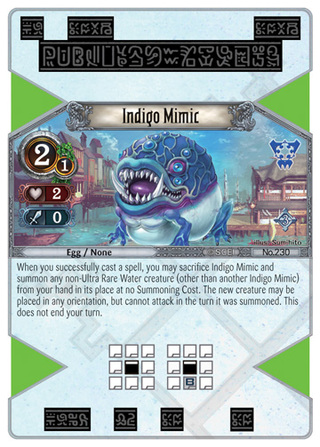 Indigo Mimic
2
1
2
0
illus. Sumihito
Egg / None
SCEI
No.230
When you successfully cast a spell, you may sacrifice Indigo Mimic and
summon any non-Ultra Rare Water creature (other than another Indigo Mimic)
from your hand in its place at no Summoning Cost. The new creature may be
placed in any orientation, but cannot attack in the turn it was summoned. This
does not end your turn.
B